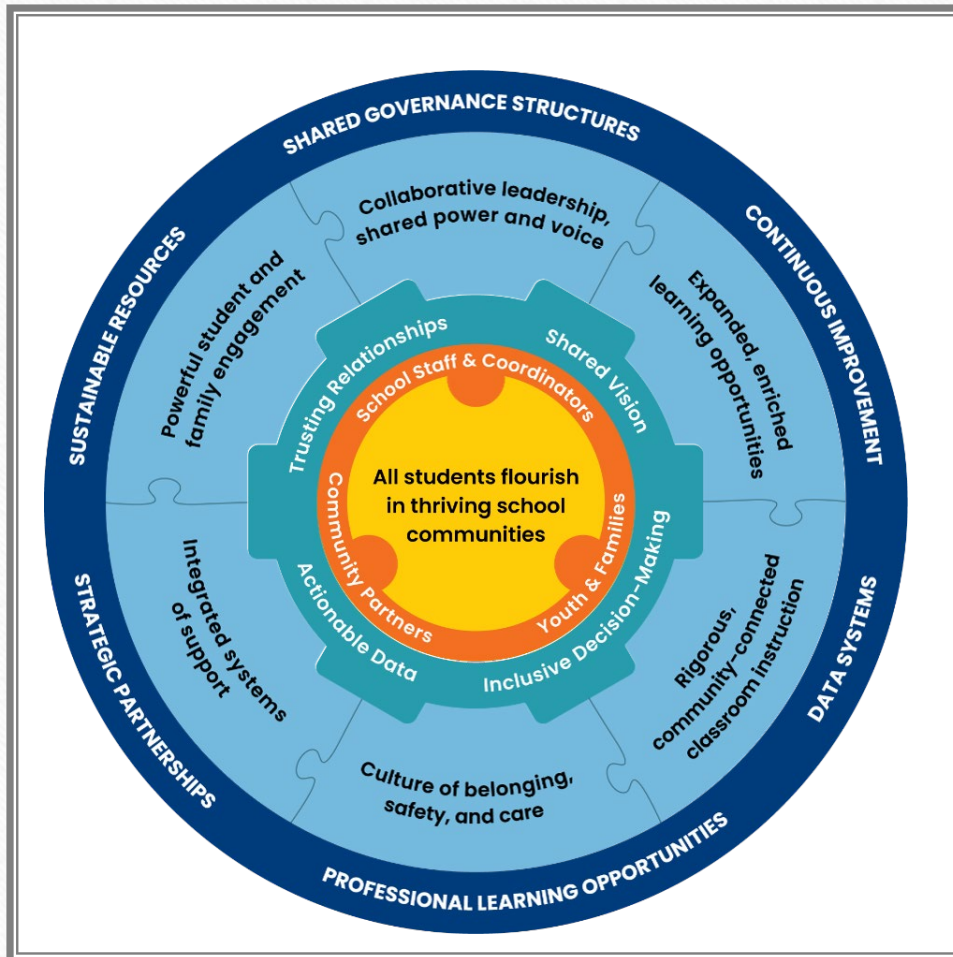 SHARED GOVERNANCE STRUCTURES
CONTINUOUS IMPROVEMENT
DATA SYSTEMS
PROFESSIONAL LEARNING OPPORTUNITIES
STRATEGIC PARTNERSHIPS
SUSTAINABLE RESOURCES
Collaborative leadership,
shared power and voice
Expanded, enriched
learning opportunities
Rigorous,
community-connected
classroom instruction
Culture of belonging,
safety, and care
Integrated systems
of support
Powerful student and
family engagement
Trusting Relationships
Shared Vision
Inclusive Decision-Making
Actionable Data
School Staff & Coordinators
Youth & Families
Community Partners
All students flourish
in thriving school
communities